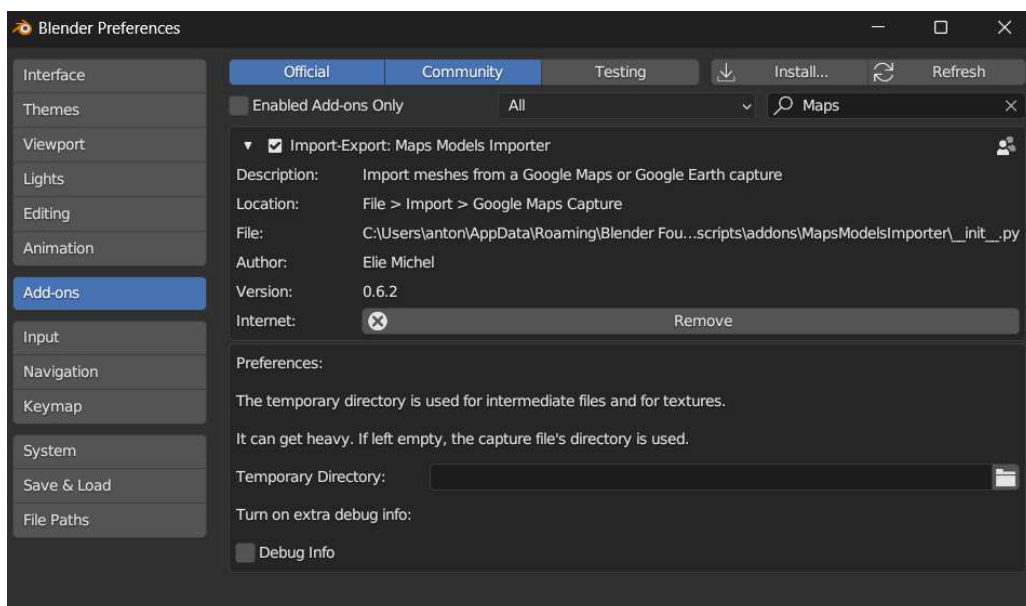 Blender Preferences
Interface
Themes
Viewport
Lights
Editing
Animation
Add-ons
Input
Navigation
Keymap
System
Save & Load
File Paths
Official Community Testing Install... Refresh
Enabled Add-ons Only All Maps
Import-Export: Maps Models Importer
Description: Import meshes from a Google Maps or Google Earth capture
Location: File > Import > Google Maps Capture
File: C:\Users\anton\AppData\Roaming\Blender Fou...scripts\addons\MapsModelsImporter\__init__.py
Author: Elie Michel
Version: 0.6.2
Internet: Remove
Preferences:
The temporary directory is used for intermediate files and for textures.
It can get heavy. If left empty, the capture file's directory is used.
Temporary Directory:
Turn on extra debug info:
Debug Info